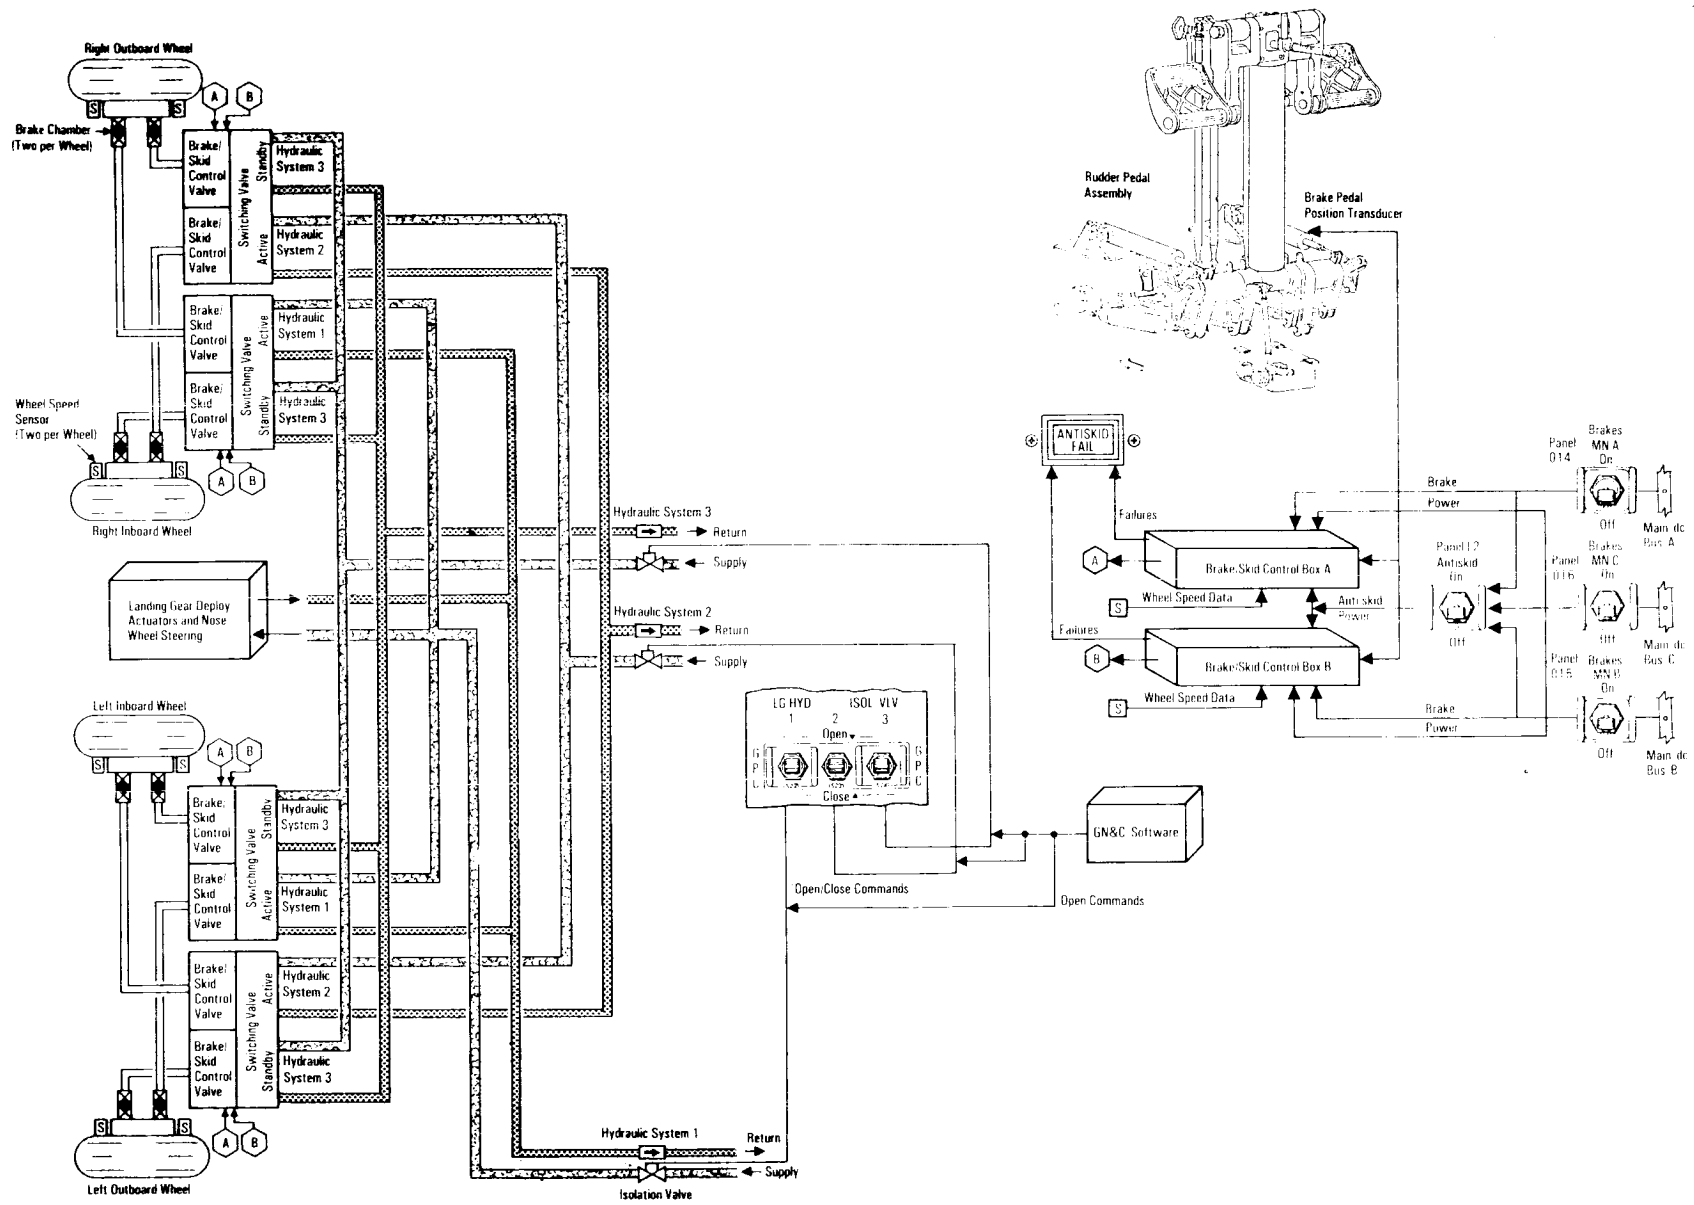 Right Outboard Wheel
S
S
A
B
Brake Chamber
(Two per Wheel)
Brake/
Skid
Control
Valve
Brake/
Skid
Control
Valve
Switching Valve
Standby
Active
Hydraulic
System 3
Hydraulic
System 2
Brake/
Skid
Control
Valve
Brake/
Skid
Control
Valve
Switching Valve
Active
Standby
Hydraulic
System 1
Hydraulic
System 3
Wheel Speed
Sensor
(Two per Wheel)
S
S
A
B
Right Inboard Wheel
Landing Gear Deploy
Actuators and Nose
Wheel Steering
Left Inboard Wheel
S
S
A
B
Brake/
Skid
Control
Valve
Brake/
Skid
Control
Valve
Switching Valve
Standby
Active
Hydraulic
System 3
Hydraulic
System 1
Brake/
Skid
Control
Valve
Brake/
Skid
Control
Valve
Switching Valve
Active
Standby
Hydraulic
System 2
Hydraulic
System 3
S
S
A
B
Left Outboard Wheel
Hydraulic System 3
Return
Supply
Hydraulic System 2
Return
Supply
Hydraulic System 1
Return
Supply
Isolation Valve
LG HYD ISOL VLV
1 2 3
Open
G
P
C
G
P
C
Close
Open/Close Commands
GN&C Software
Open Commands
Rudder Pedal
Assembly
Brake Pedal
Position Transducer
ANTISKID
FAIL
Failures
A
Brake/Skid Control Box A
S
Wheel Speed Data
Failures
B
Brake/Skid Control Box B
S
Wheel Speed Data
Anti skid
Power
Brake
Power
Brake
Power
Panel L2
Antiskid
On
Off
Panel
014
Brakes
MN A
On
Off
Main dc
Bus A
Panel
016
Brakes
MN C
On
Off
Main dc
Bus C
Panel
015
Brakes
MN B
On
Off
Main dc
Bus B